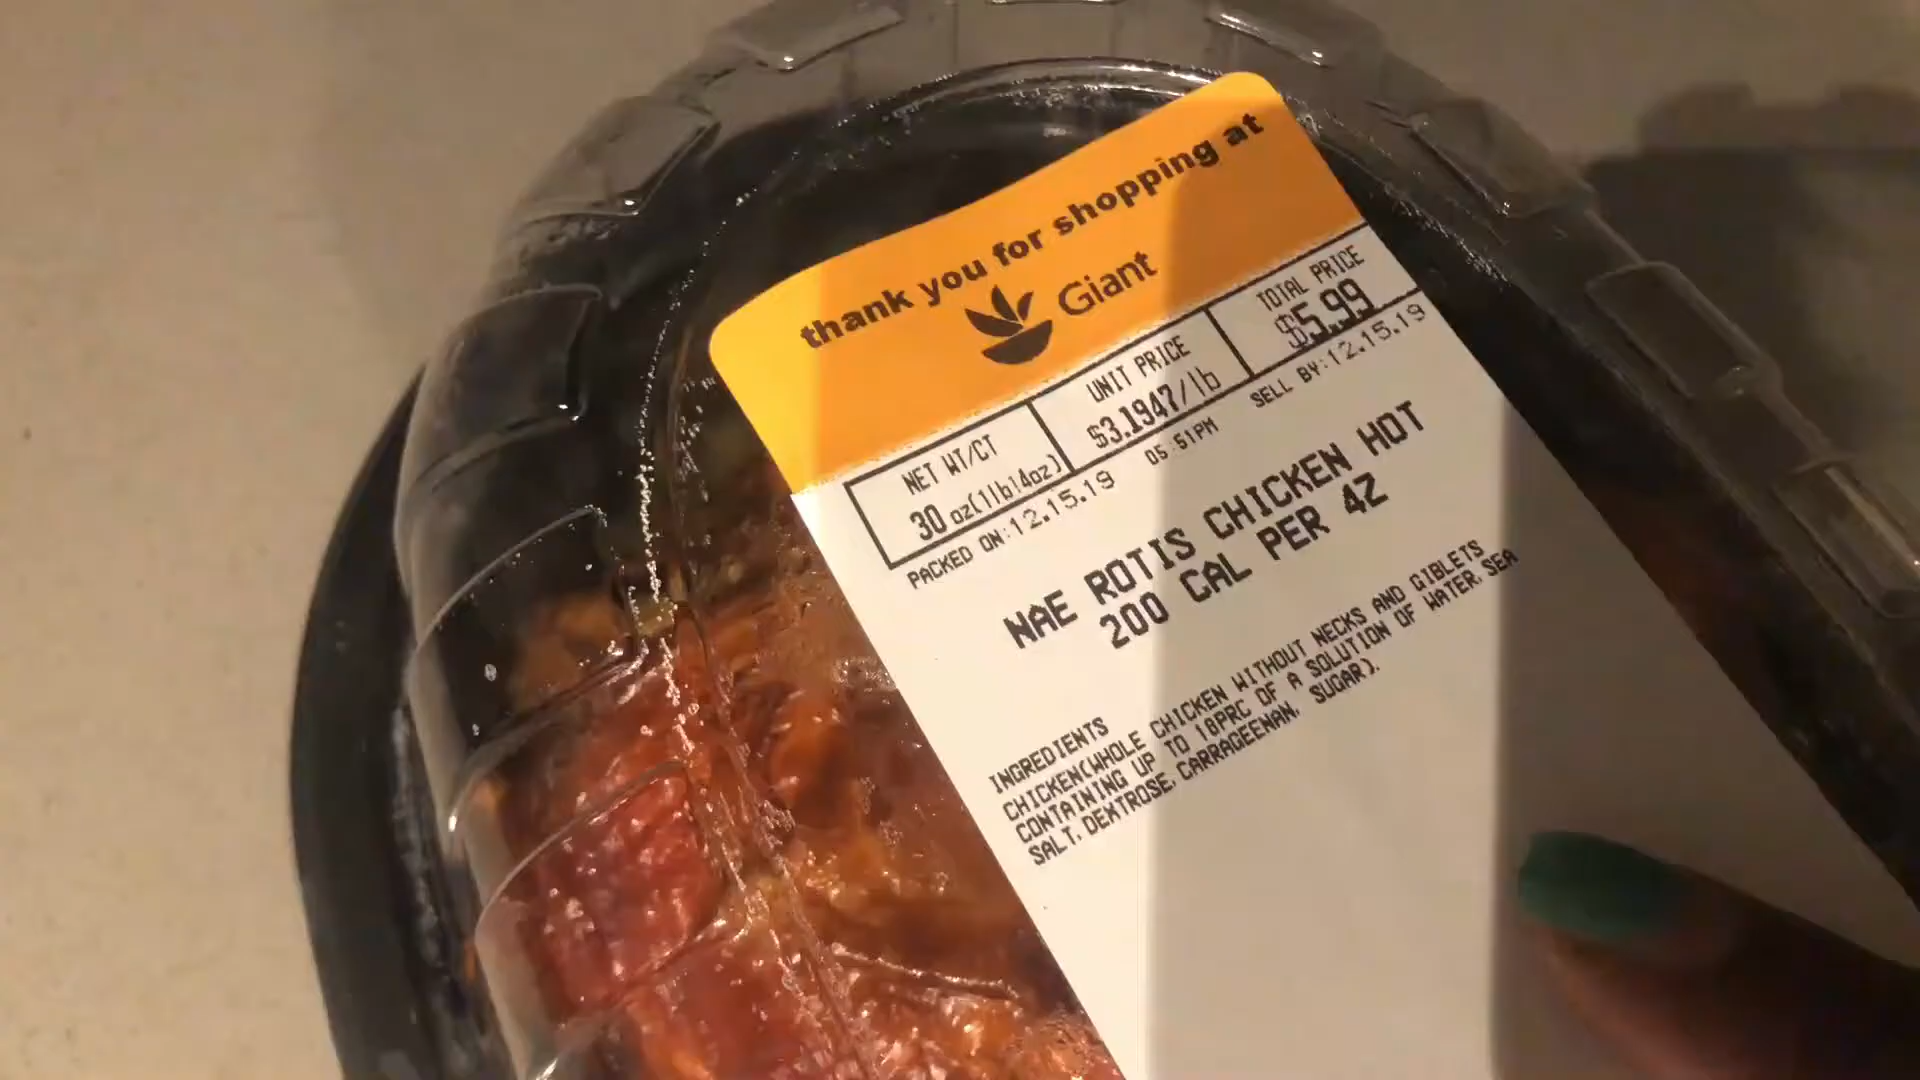 thank you for shopping at
Giant
NET WT/CT
30 oz(1lb14oz)
UNIT PRICE
$3.1947/lb
TOTAL PRICE
$5.99
PACKED ON:12.15.19 05:51PM SELL BY:12.15.19
NAE ROTIS CHICKEN HOT
200 CAL PER 4Z
INGREDIENTS
CHICKEN(WHOLE CHICKEN WITHOUT NECKS AND GIBLETS
CONTAINING UP TO 18PRC OF A SOLUTION OF WATER, SEA
SALT, DEXTROSE, CARRAGEENAN, SUGAR).